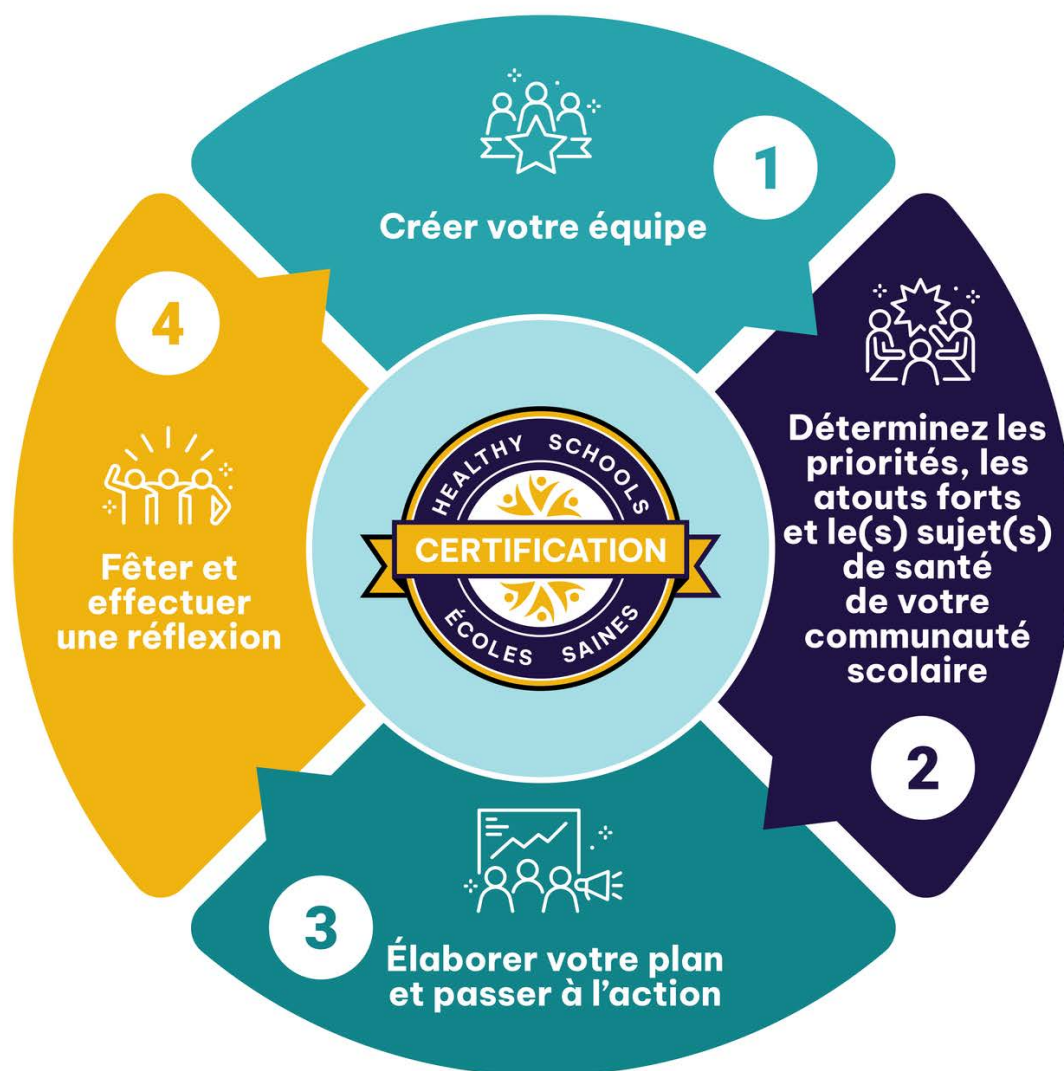 1
Créer votre équipe
2
Déterminez les
priorités, les
atouts forts
et le(s) sujet(s)
de santé
de votre
communauté
scolaire
3
Élaborer votre plan
et passer à l’action
4
Fêter et
effectuer
une réflexion
HEALTHY SCHOOLS
CERTIFICATION
ÉCOLES SAINES